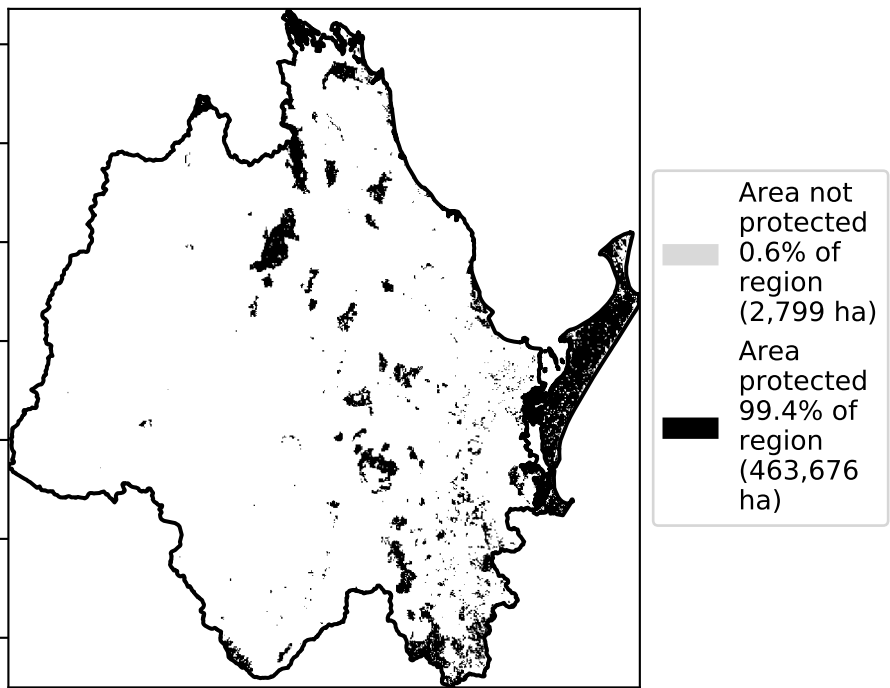 Area not
protected
0.6% of
region
(2,799 ha)
Area
protected
99.4% of
region
(463,676
ha)